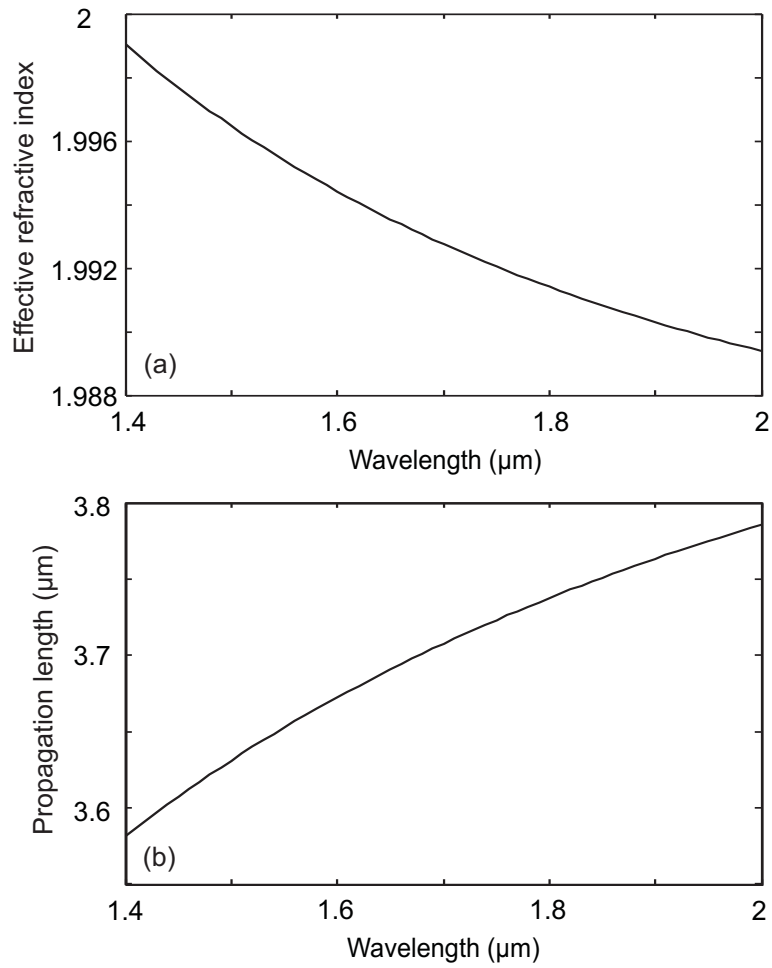 2
1.996
1.992
1.988
Effective refractive index
(a)
1.4 1.6 1.8 2
Wavelength (µm)
3.8
3.7
3.6
Propagation length (µm)
(b)
1.4 1.6 1.8 2
Wavelength (µm)